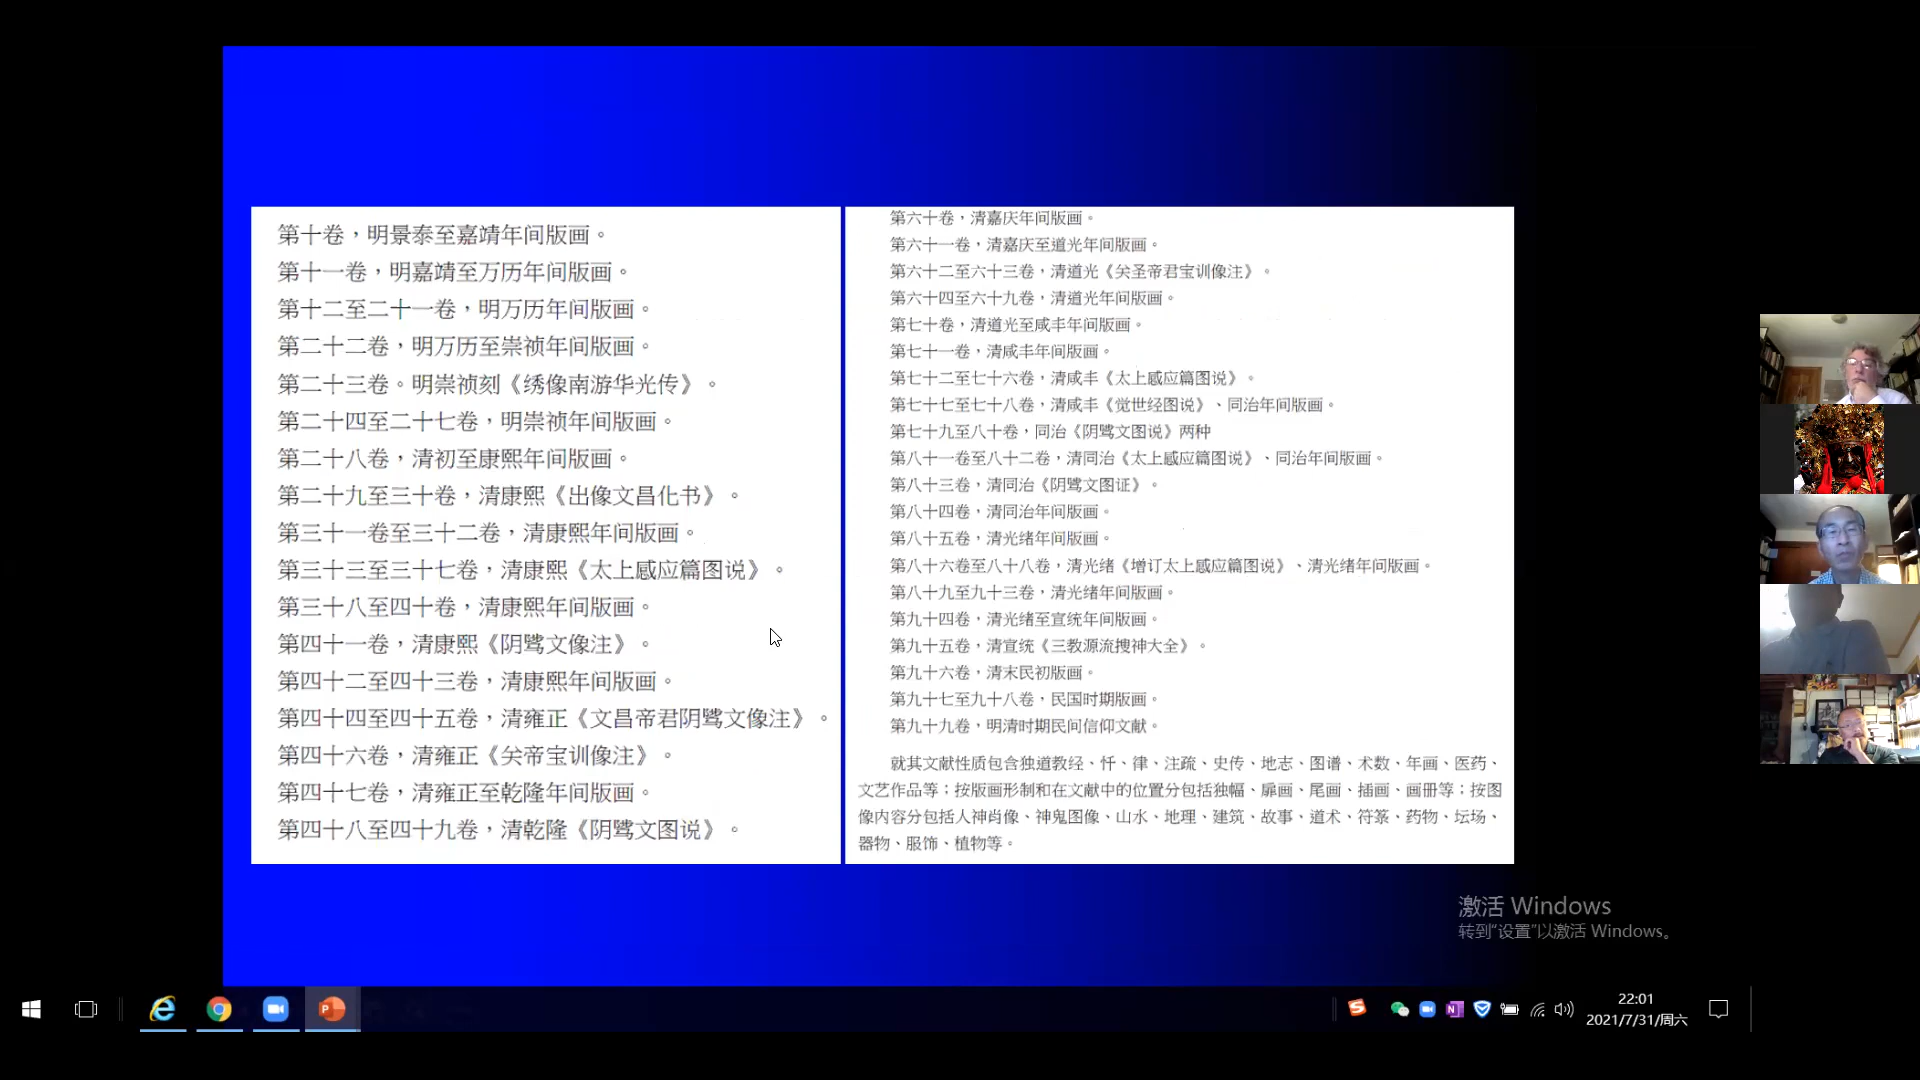 第十卷，明景泰至嘉靖年间版画。
第十一卷，明嘉靖至万历年间版画。
第十二至二十一卷，明万历年间版画。
第二十二卷，明万历至崇祯年间版画。
第二十三卷。明崇祯刻《绣像南游华光传》。
第二十四至二十七卷，明崇祯年间版画。
第二十八卷，清初至康熙年间版画。
第二十九至三十卷，清康熙《出像文昌化书》。
第三十一卷至三十二卷，清康熙年间版画。
第三十三至三十七卷，清康熙《太上感应篇图说》。
第三十八至四十卷，清康熙年间版画。
第四十一卷，清康熙《阴骘文像注》。
第四十二至四十三卷，清康熙年间版画。
第四十四至四十五卷，清雍正《文昌帝君阴骘文像注》。
第四十六卷，清雍正《关帝宝训像注》。
第四十七卷，清雍正至乾隆年间版画。
第四十八至四十九卷，清乾隆《阴骘文图说》。
第六十卷，清嘉庆年间版画。
第六十一卷，清嘉庆至道光年间版画。
第六十二至六十三卷，清道光《关圣帝君宝训像注》。
第六十四至六十九卷，清道光年间版画。
第七十卷，清道光至咸丰年间版画。
第七十一卷，清咸丰年间版画。
第七十二至七十六卷，清咸丰《太上感应篇图说》。
第七十七至七十八卷，清咸丰《觉世经图说》、同治年间版画。
第七十九至八十卷，同治《阴骘文图说》两种
第八十一卷至八十二卷，清同治《太上感应篇图说》、同治年间版画。
第八十三卷，清同治《阴骘文图证》。
第八十四卷，清同治年间版画。
第八十五卷，清光绪年间版画。
第八十六卷至八十八卷，清光绪《增订太上感应篇图说》、清光绪年间版画。
第八十九至九十三卷，清光绪年间版画。
第九十四卷，清光绪至宣统年间版画。
第九十五卷，清宣统《三教源流搜神大全》。
第九十六卷，清末民初版画。
第九十七至九十八卷，民国时期版画。
第九十九卷，明清时期民间信仰文献。
就其文献性质包含独道教经、忏、律、注疏、史传、地志、图谱、术数、年画、医药、
文艺作品等；按版画形制和在文献中的位置分包括独幅、扉画、尾画、插画、画册等；按图
像内容分包括人神肖像、神鬼图像、山水、地理、建筑、故事、道术、符箓、药物、坛场、
器物、服饰、植物等。
激活 Windows
转到"设置"以激活 Windows。
22:01
2021/7/31/周六